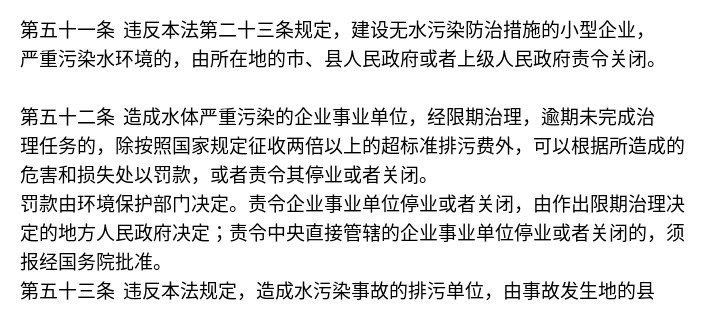 第五十一条 违反本法第二十三条规定，建设无水污染防治措施的小型企业，
严重污染水环境的，由所在地的市、县人民政府或者上级人民政府责令关闭。
第五十二条 造成水体严重污染的企业事业单位，经限期治理，逾期未完成治
理任务的，除按照国家规定征收两倍以上的超标准排污费外，可以根据所造成的
危害和损失处以罚款，或者责令其停业或者关闭。
罚款由环境保护部门决定。责令企业事业单位停业或者关闭，由作出限期治理决
定的地方人民政府决定；责令中央直接管辖的企业事业单位停业或者关闭的，须
报经国务院批准。
第五十三条 违反本法规定，造成水污染事故的排污单位，由事故发生地的县